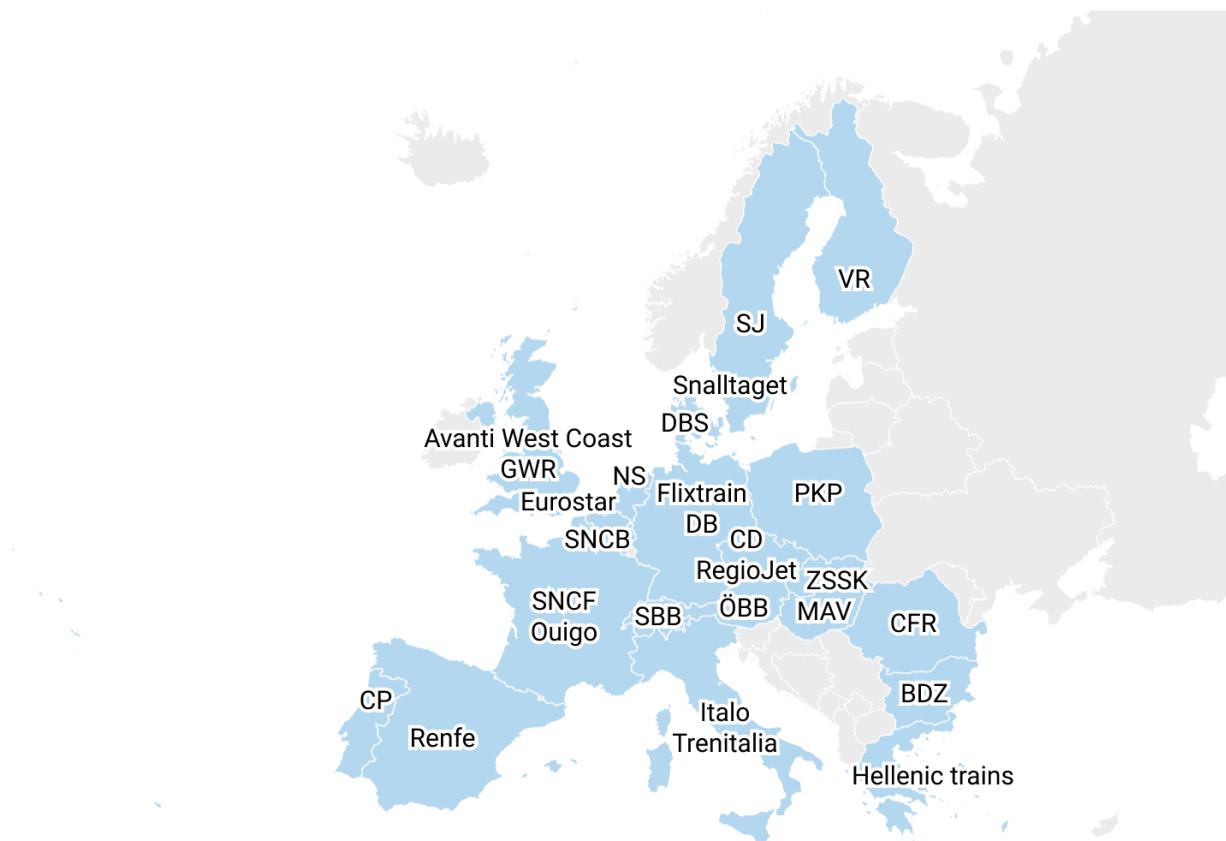 VR
SJ
Snalltaget
DBS
Avanti West Coast
GWR
NS
Eurostar
Flixtrain
PKP
DB
SNCB
CD
RegioJet
ZSSK
SNCF
Ouigo
SBB
ÖBB
MAV
CFR
CP
BDZ
Renfe
Italo
Trenitalia
Hellenic trains